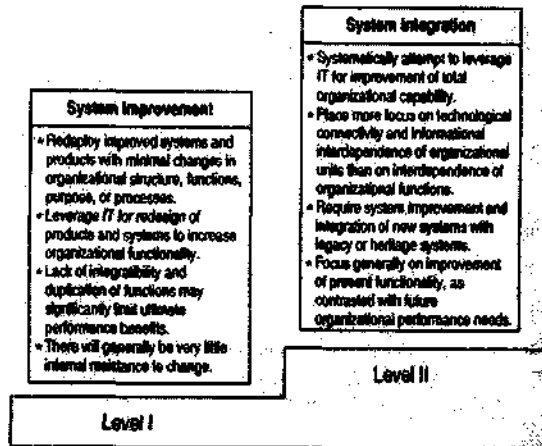 System Improvement
* Redeploy improved systems and
products with minimal changes in
organizational structure, functions,
purpose, or processes.
* Leverage IT for redesign of
products and systems to increase
organizational functionality.
* Lack of integratibility and
duplication of functions may
significantly limit ultimate
performance benefits.
* There will generally be very little
internal resistance to change.
Level I
System integration
* Systematically attempt to leverage
IT for improvement of total
organizational capability.
* Place more focus on technological
connectivity and informational
interdependence of organizational
units than on interdependence of
organizational functions.
* Require system improvement and
integration of new systems with
legacy or heritage systems.
* Focus generally on improvement
of present functionality, as
contrasted with future
organizational performance needs.
Level II